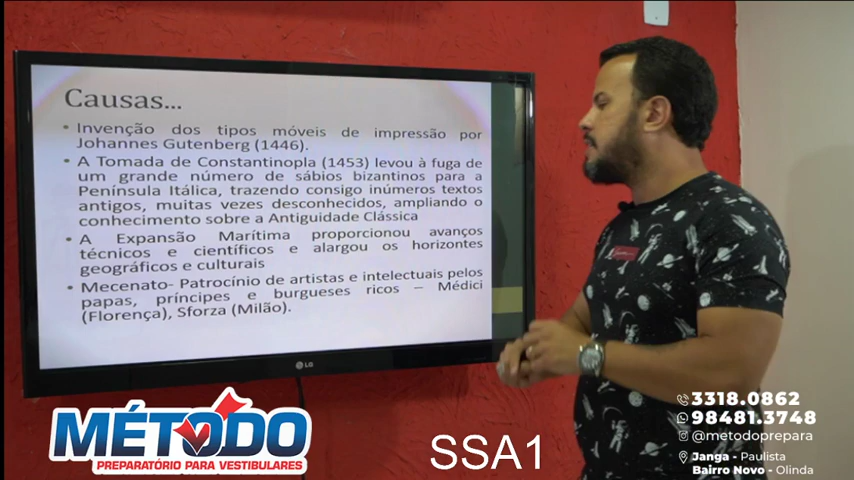 Causas...
• Invenção dos tipos móveis de impressão por
Johannes Gutenberg (1446).
• A Tomada de Constantinopla (1453) levou à fuga de
um grande número de sábios bizantinos para a
Península Itálica, trazendo consigo inúmeros textos
antigos, muitas vezes desconhecidos, ampliando o
conhecimento sobre a Antiguidade Clássica
• A Expansão Marítima proporcionou avanços
técnicos e científicos e alargou os horizontes
geográficos e culturais
• Mecenato- Patrocínio de artistas e intelectuais pelos
papas, príncipes e burgueses ricos – Médici
(Florença), Sforza (Milão).
LG
MÉTODO
PREPARATÓRIO PARA VESTIBULARES
SSA1
3318.0862
98481.3748
@metodoprepara
Janga - Paulista
Bairro Novo - Olinda